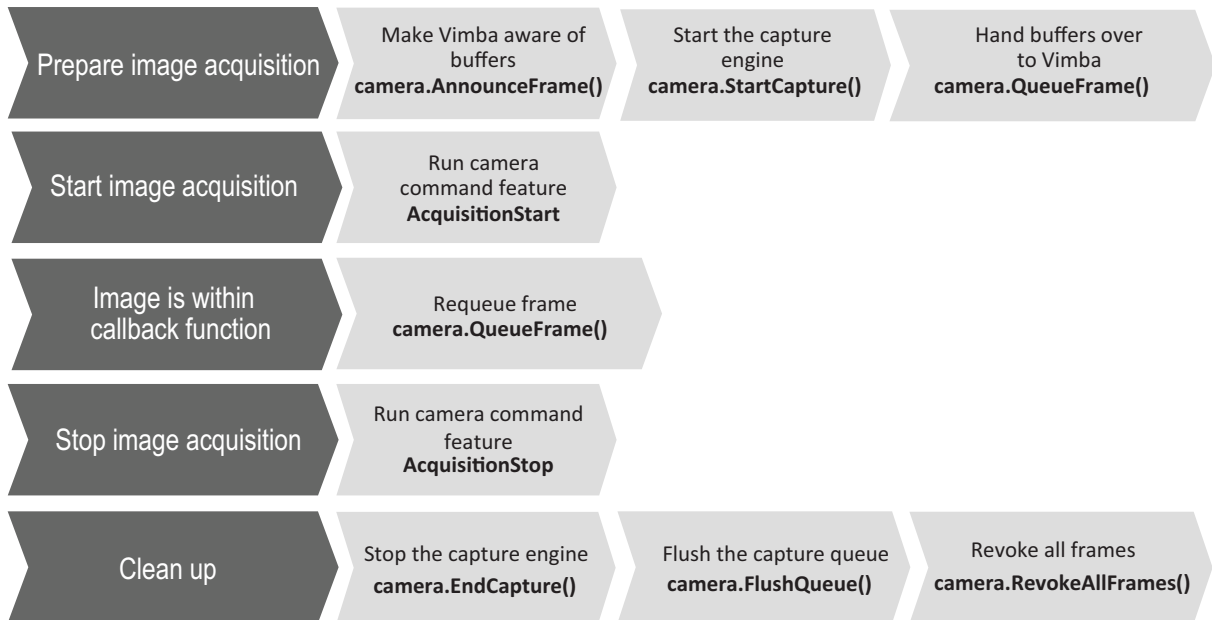 Prepare image acquisition
Make Vimba aware of
buffers
camera.AnnounceFrame()
Start the capture
engine
camera.StartCapture()
Hand buffers over
to Vimba
camera.QueueFrame()
Start image acquisition
Run camera
command feature
AcquisitionStart
Image is within
callback function
Requeue frame
camera.QueueFrame()
Stop image acquisition
Run camera command
feature
AcquisitionStop
Clean up
Stop the capture engine
camera.EndCapture()
Flush the capture queue
camera.FlushQueue()
Revoke all frames
camera.RevokeAllFrames()